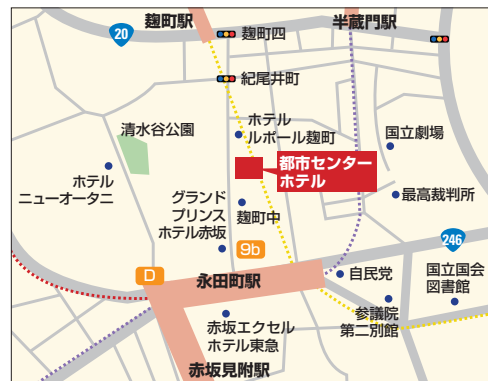 麹町駅
半蔵門駅
20
麹町四
紀尾井町
清水谷公園
ホテル
ルポール麹町
国立劇場
都市センター
ホテル
ホテル
ニューオータニ
グランド
プリンス
ホテル赤坂
麹町中
最高裁判所
9b
246
D
永田町駅
自民党
国立国会
図書館
参議院
第二別館
赤坂エクセル
ホテル東急
赤坂見附駅